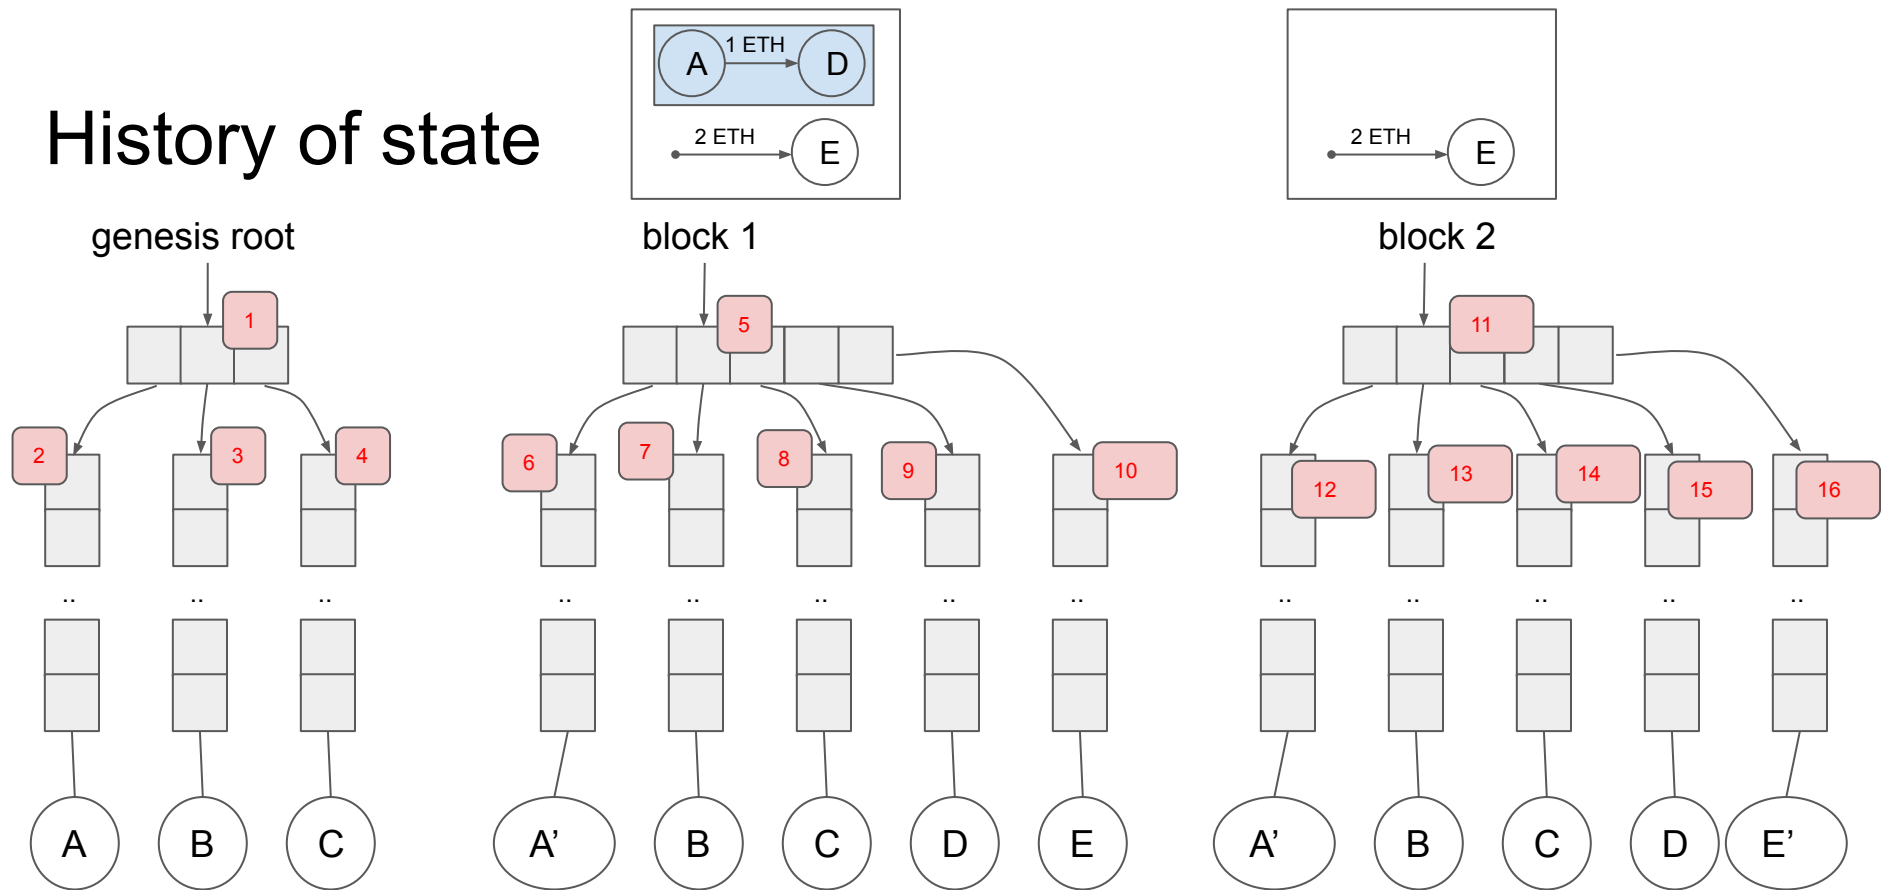 History of state
A 1 ETH D
2 ETH E
2 ETH E
genesis root
block 1
block 2
1
5
11
2 3 4
6 7 8 9 10
12 13 14 15 16
.. .. ..
.. .. .. .. ..
.. .. .. .. ..
A B C
A’ B C D E
A’ B C D E’